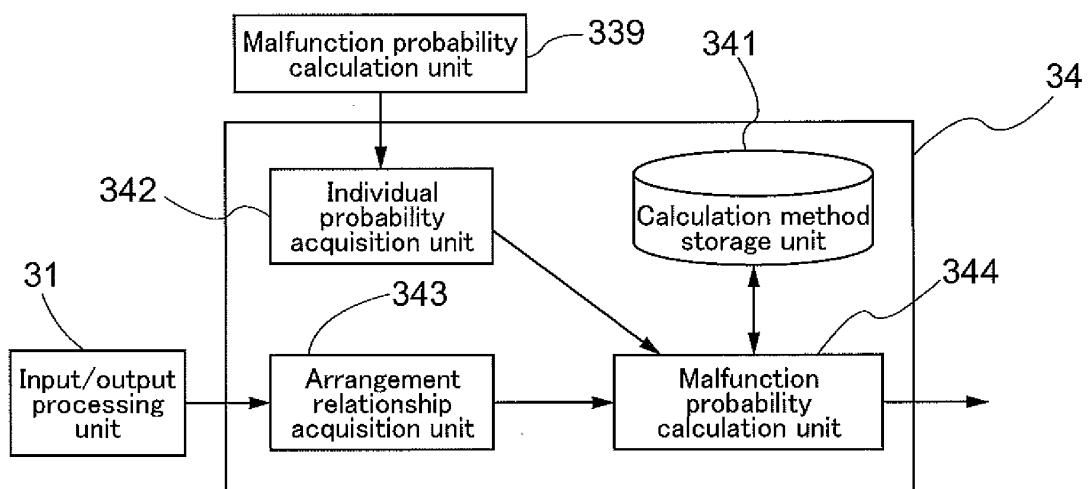 Malfunction probability
calculation unit
339
341
34
342
Individual
probability
acquisition unit
Calculation method
storage unit
31
343
344
Input/output
processing
unit
Arrangement
relationship
acquisition unit
Malfunction
probability
calculation unit